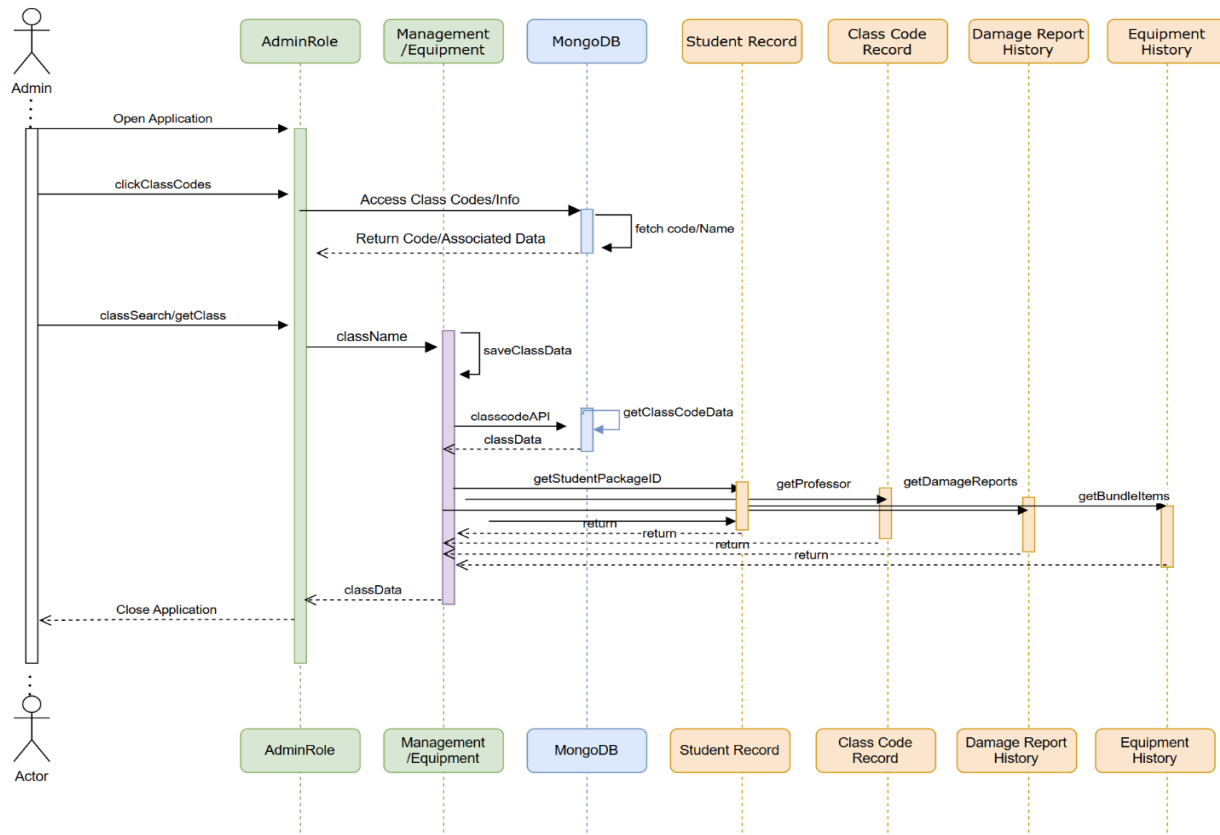 AdminRole
Management
/Equipment
MongoDB
Student Record
Class Code
Record
Damage Report
History
Equipment
History
Admin
Open Application
clickClassCodes
Access Class Codes/Info
fetch code/Name
Return Code/Associated Data
classSearch/getClass
className
saveClassData
getClassCodeData
classcodeAPI
classData
getStudentPackageID
getProfessor
getDamageReports
getBundleItems
return
return
return
return
classData
Close Application
Actor
AdminRole
Management
/Equipment
MongoDB
Student Record
Class Code
Record
Damage Report
History
Equipment
History